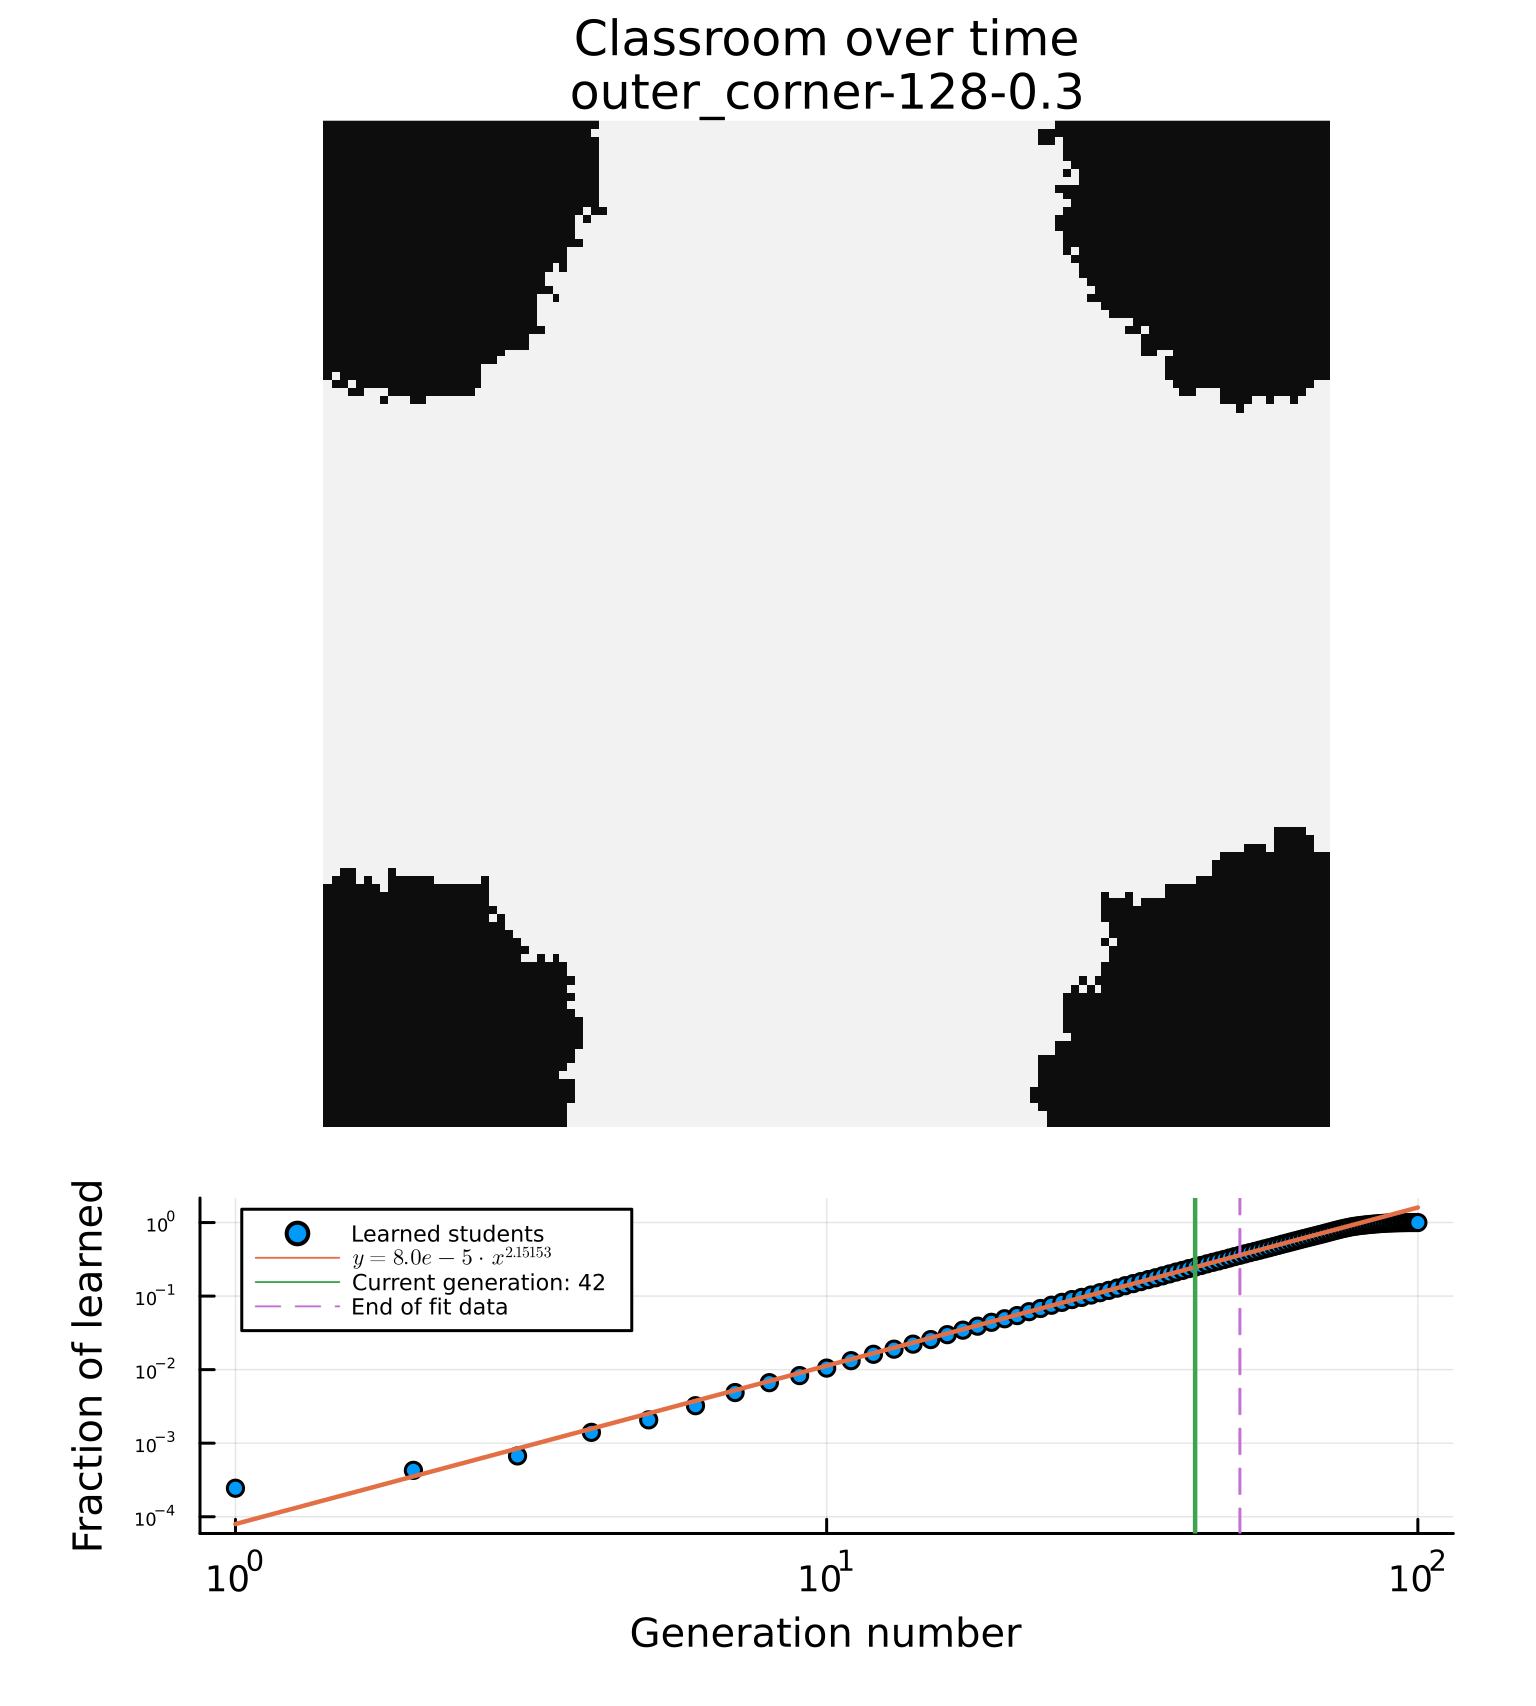 Classroom over time
outer_corner-128-0.3
Fraction of learned
10^0
10^−1
10^−2
10^−3
10^−4
Learned students
y = 8.0e − 5 · x^2.15153
Current generation: 42
End of fit data
10^0 10^1 10^2
Generation number